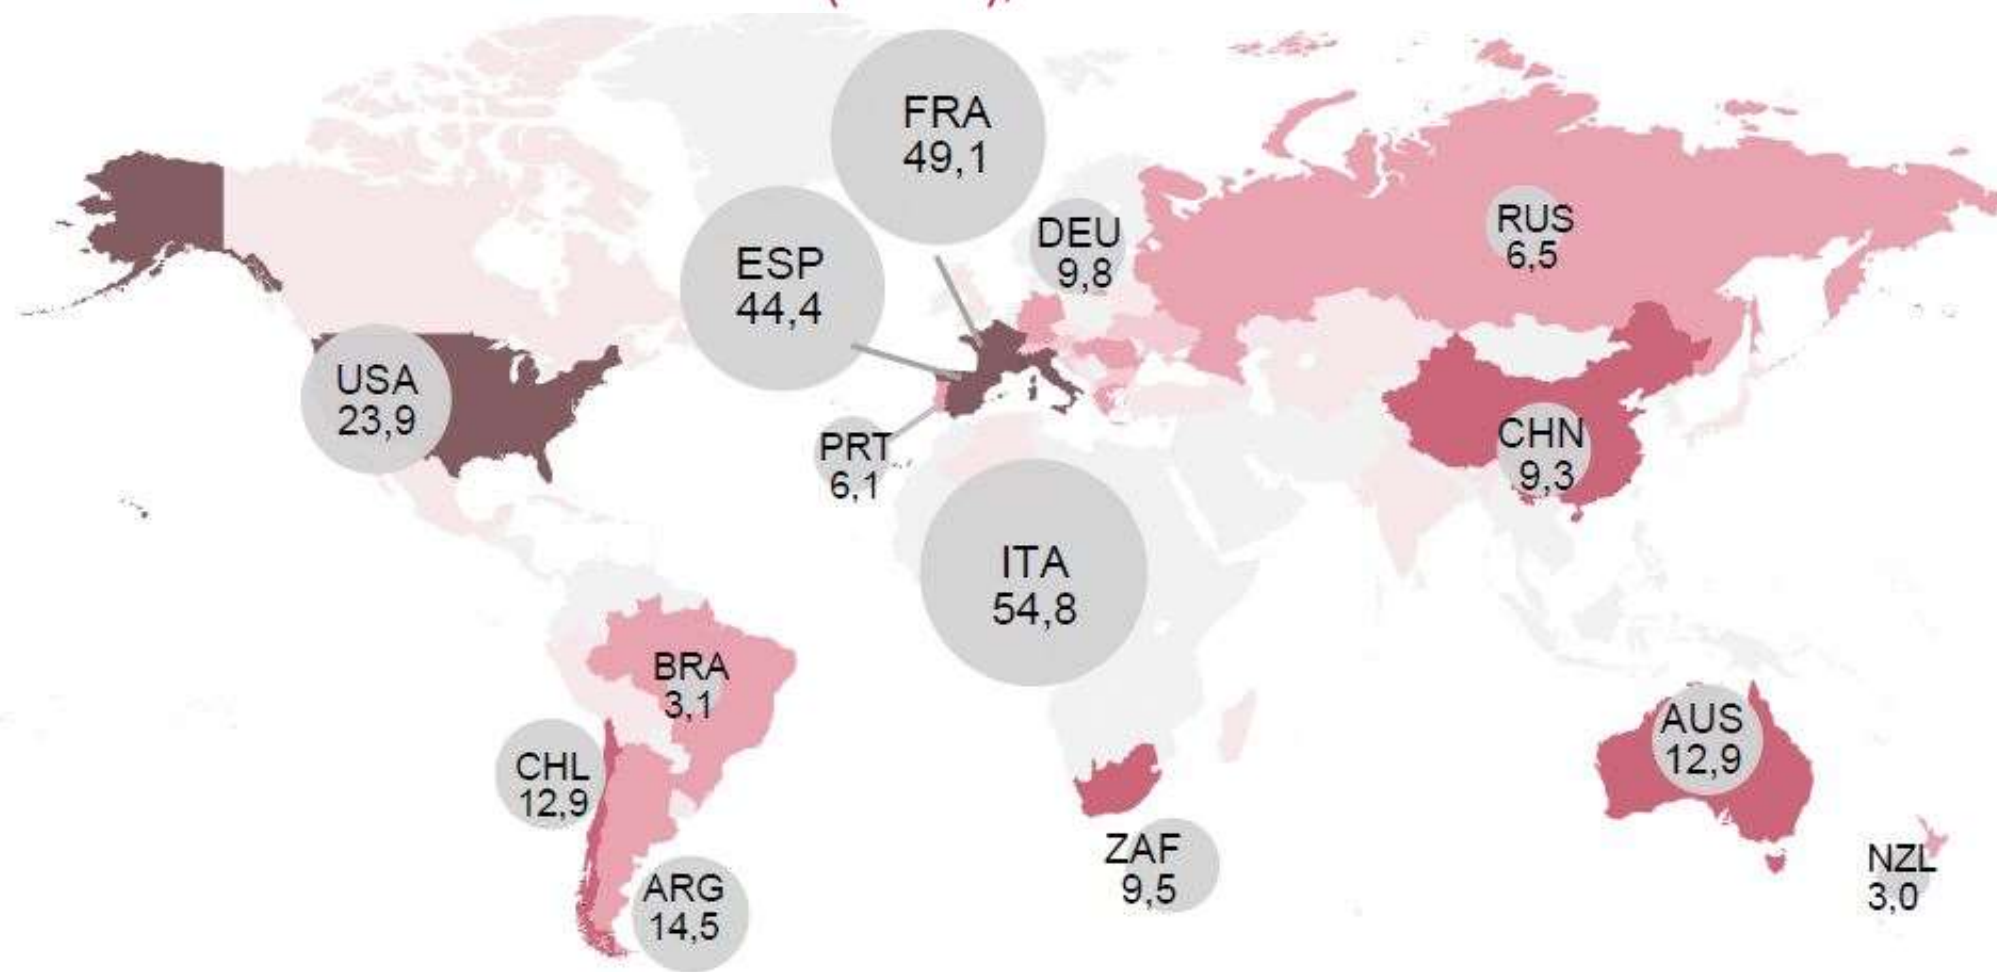 FRA
49,1
ESP
44,4
DEU
9,8
RUS
6,5
USA
23,9
PRT
6,1
CHN
9,3
ITA
54,8
BRA
3,1
CHL
12,9
ARG
14,5
ZAF
9,5
AUS
12,9
NZL
3,0